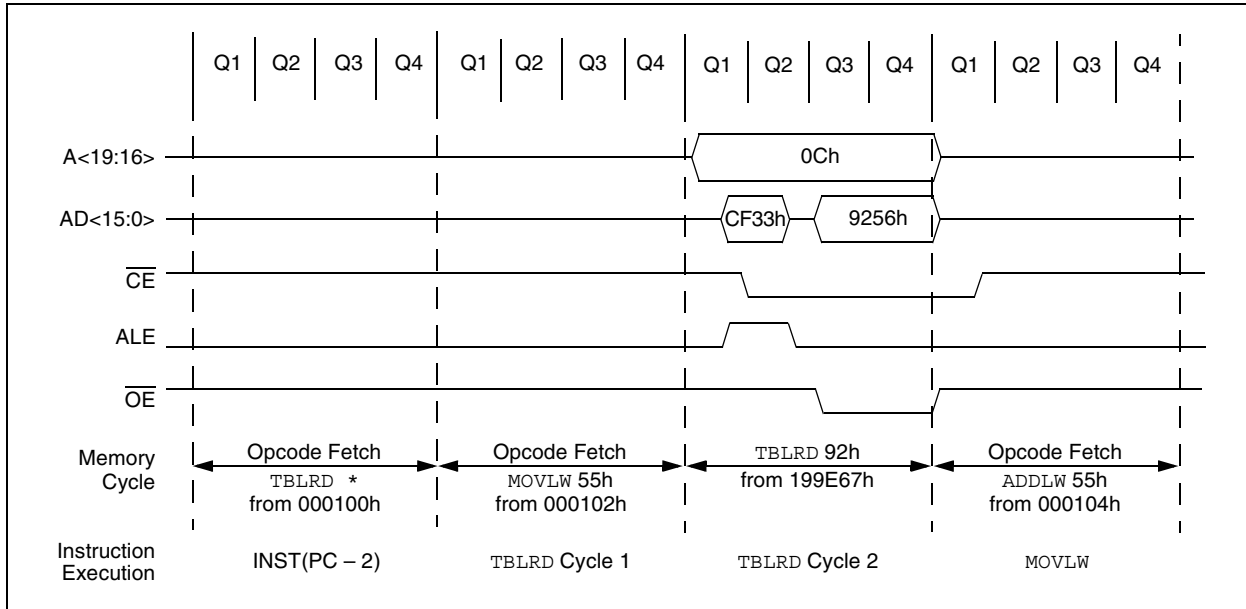 Q1 Q2 Q3 Q4 Q1 Q2 Q3 Q4 Q1 Q2 Q3 Q4 Q1 Q2 Q3 Q4
A<19:16> 0Ch
AD<15:0> CF33h 9256h
CE
ALE
OE
Memory
Cycle
Opcode Fetch
TBLRD *
from 000100h
Opcode Fetch
MOVLW 55h
from 000102h
TBLRD 92h
from 199E67h
Opcode Fetch
ADDLW 55h
from 000104h
Instruction
Execution
INST(PC – 2) TBLRD Cycle 1 TBLRD Cycle 2 MOVLW